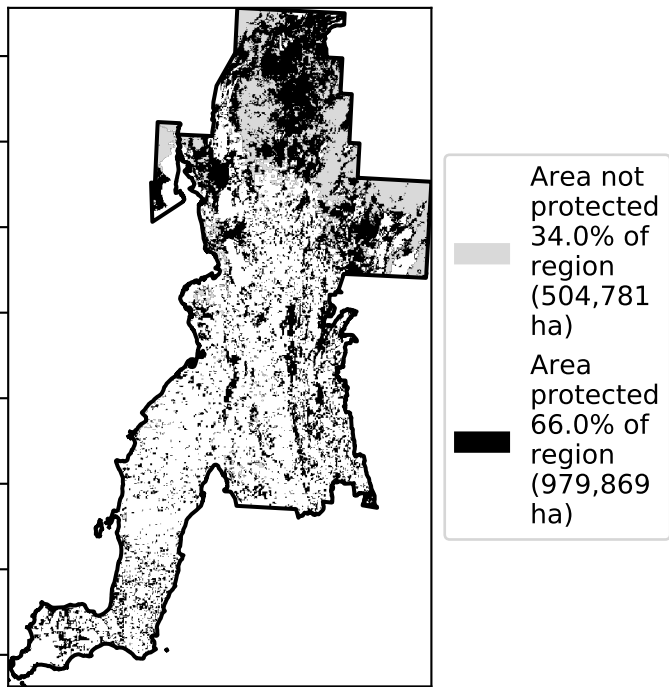 Area not
protected
34.0% of
region
(504,781
ha)
Area
protected
66.0% of
region
(979,869
ha)